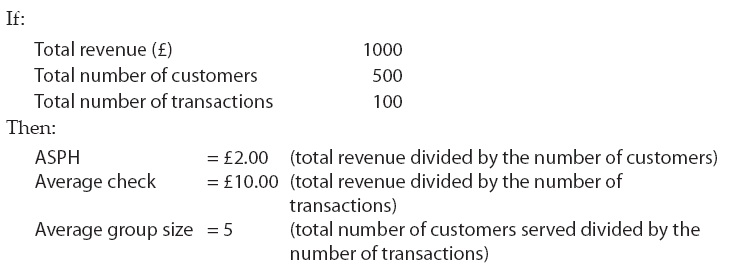 If:
Total revenue (£) 1000
Total number of customers 500
Total number of transactions 100
Then:
ASPH = £2.00 (total revenue divided by the number of customers)
Average check = £10.00 (total revenue divided by the number of
transactions)
Average group size = 5 (total number of customers served divided by the
number of transactions)